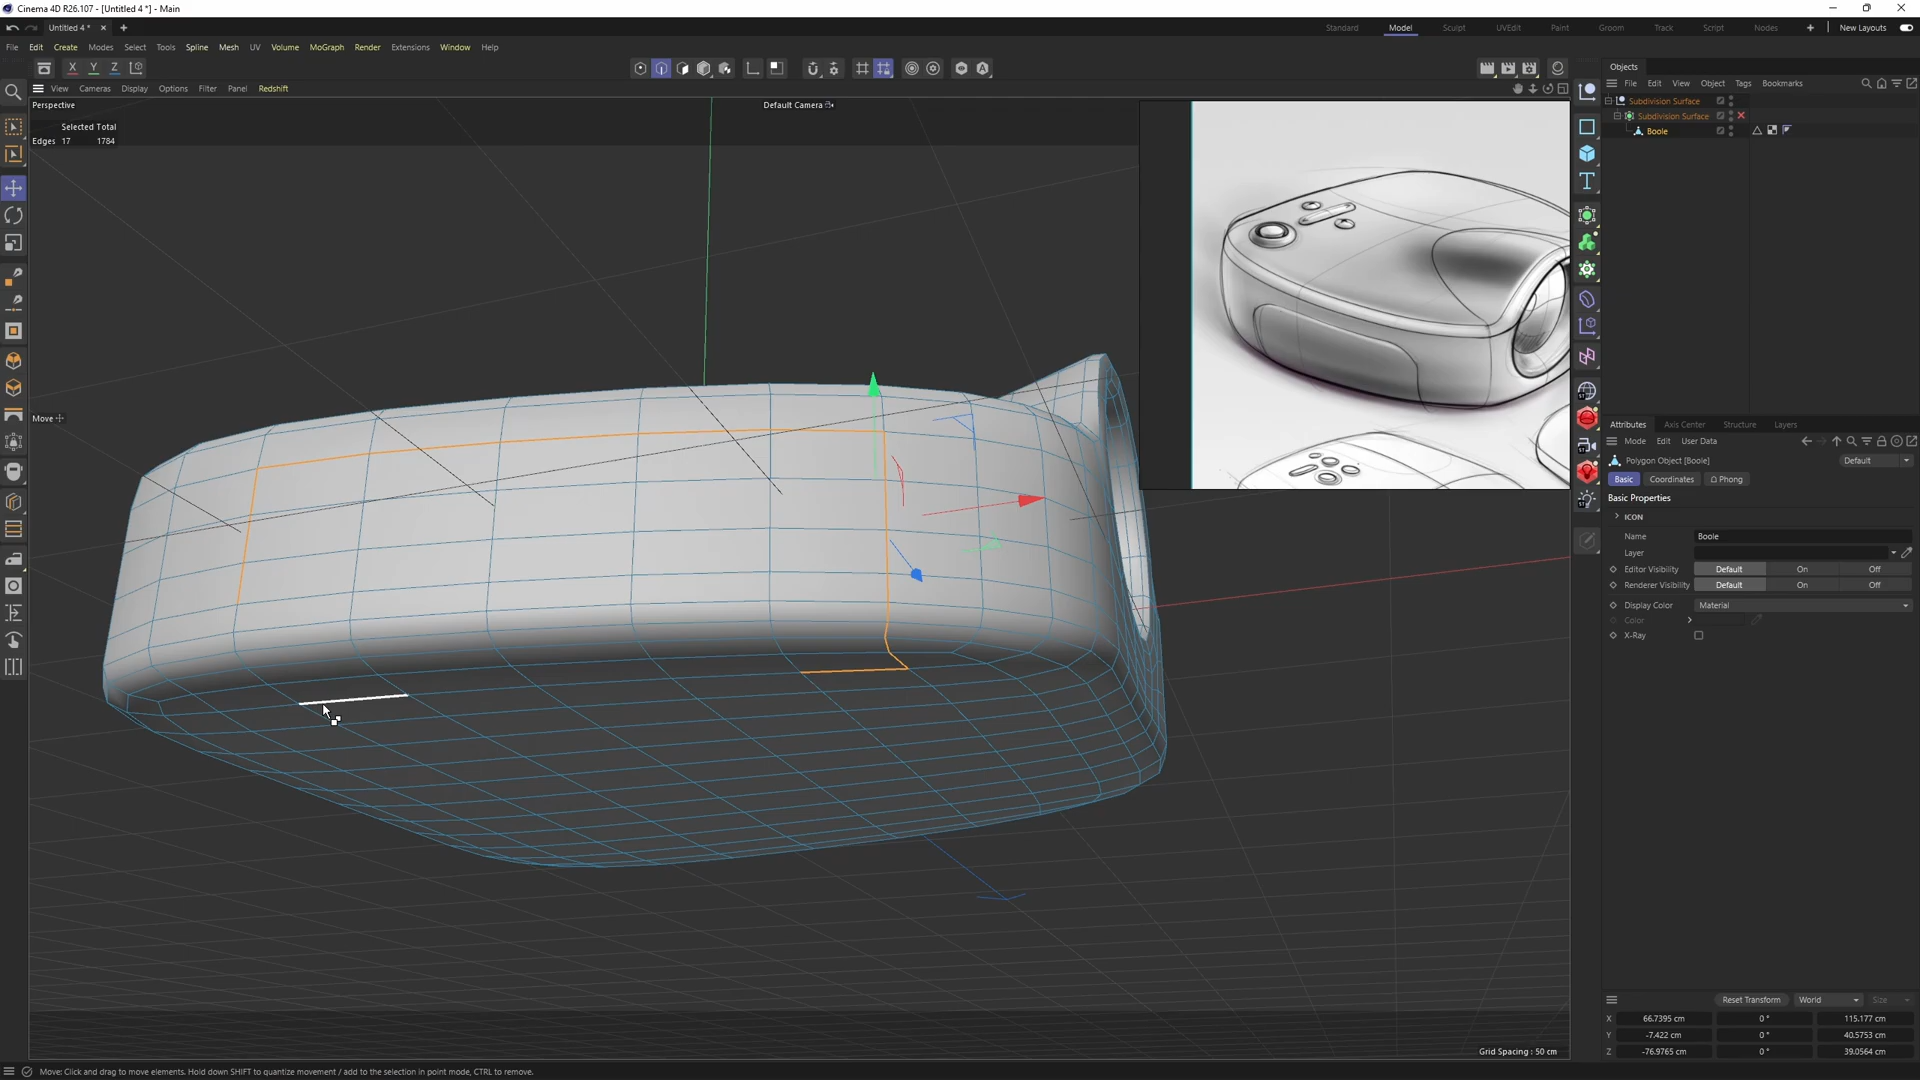 Cinema 4D R26.107 - [Untitled 4 *] - Main
Untitled 4 *
Standard Model Sculpt UVEdit Paint Groom Track Script Nodes New Layouts
File Edit Create Modes Select Tools Spline Mesh UV Volume MoGraph Render Extensions Window Help
X Y Z
View Cameras Display Options Filter Panel Redshift
Perspective
Default Camera
Selected Total
Edges 17 1784
Move
Grid Spacing : 50 cm
Objects
File Edit View Object Tags Bookmarks
Subdivision Surface
Subdivision Surface
Boole
Attributes Axis Center Structure Layers
Mode Edit User Data
Polygon Object [Boole]
Default
Basic Coordinates Phong
Basic Properties
ICON
Name Boole
Layer
Editor Visibility Default On Off
Renderer Visibility Default On Off
Display Color Material
Color
X-Ray
Reset Transform World Size
X 66.7395 cm 0° 115.177 cm
Y -7.422 cm 0° 40.5753 cm
Z -76.9765 cm 0° 39.0564 cm
Move: Click and drag to move elements. Hold down SHIFT to quantize movement / add to the selection in point mode, CTRL to remove.